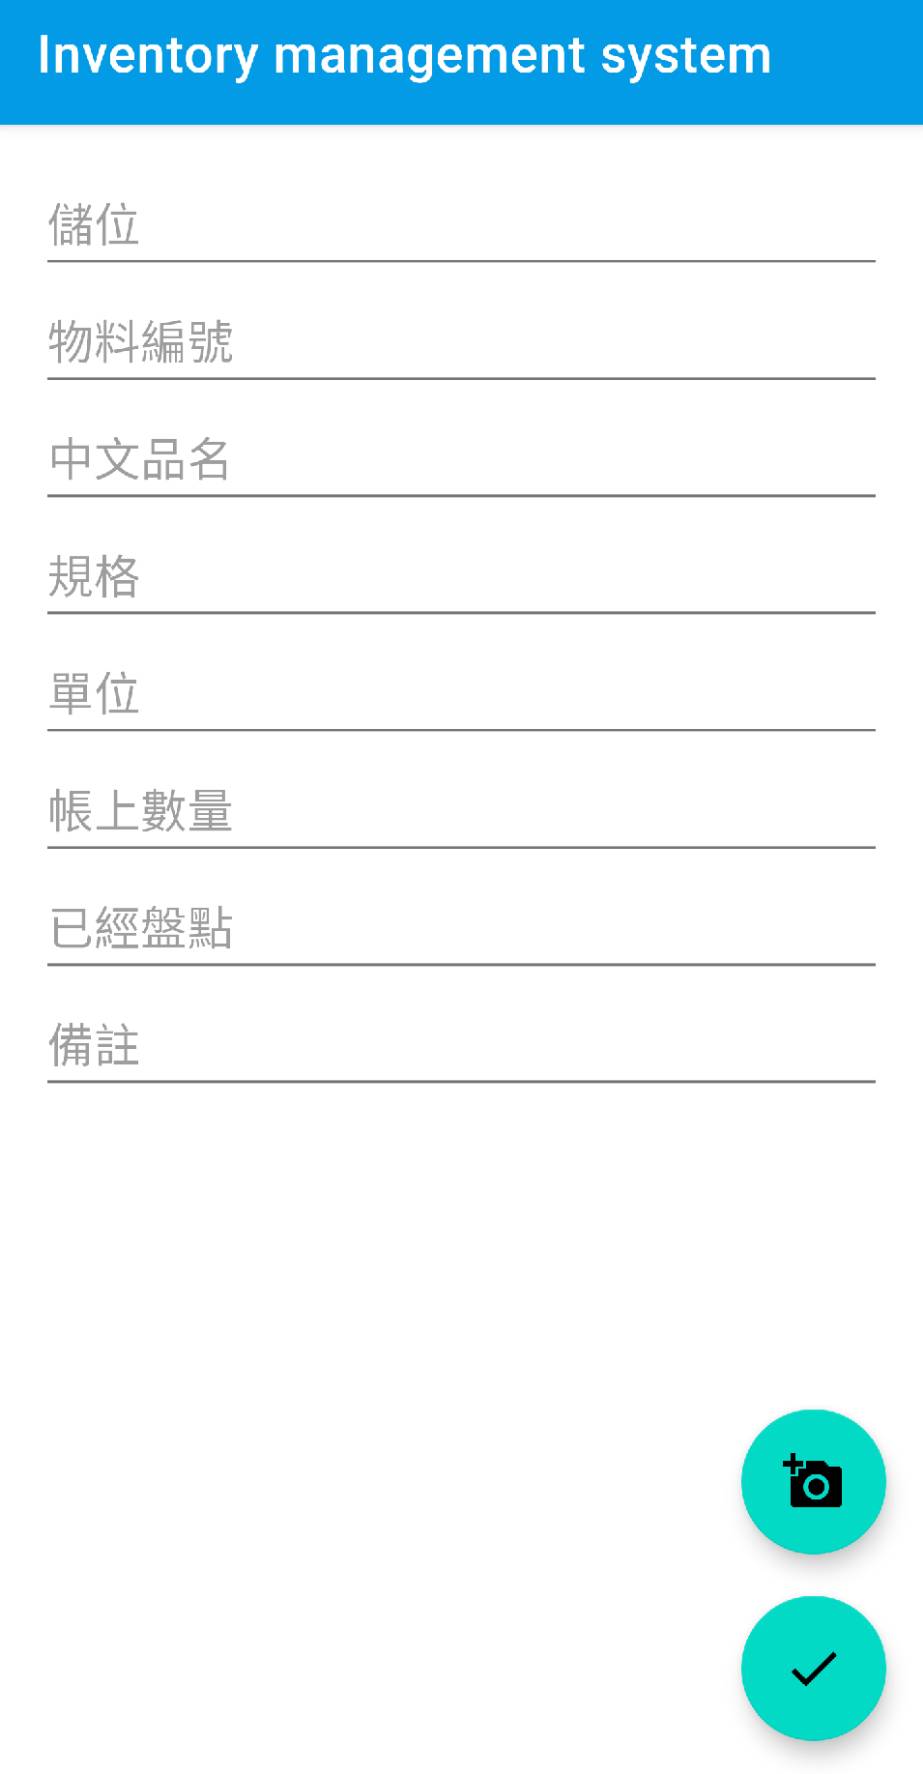 Inventory management system
儲位
物料編號
中文品名
規格
單位
帳上數量
已經盤點
備註